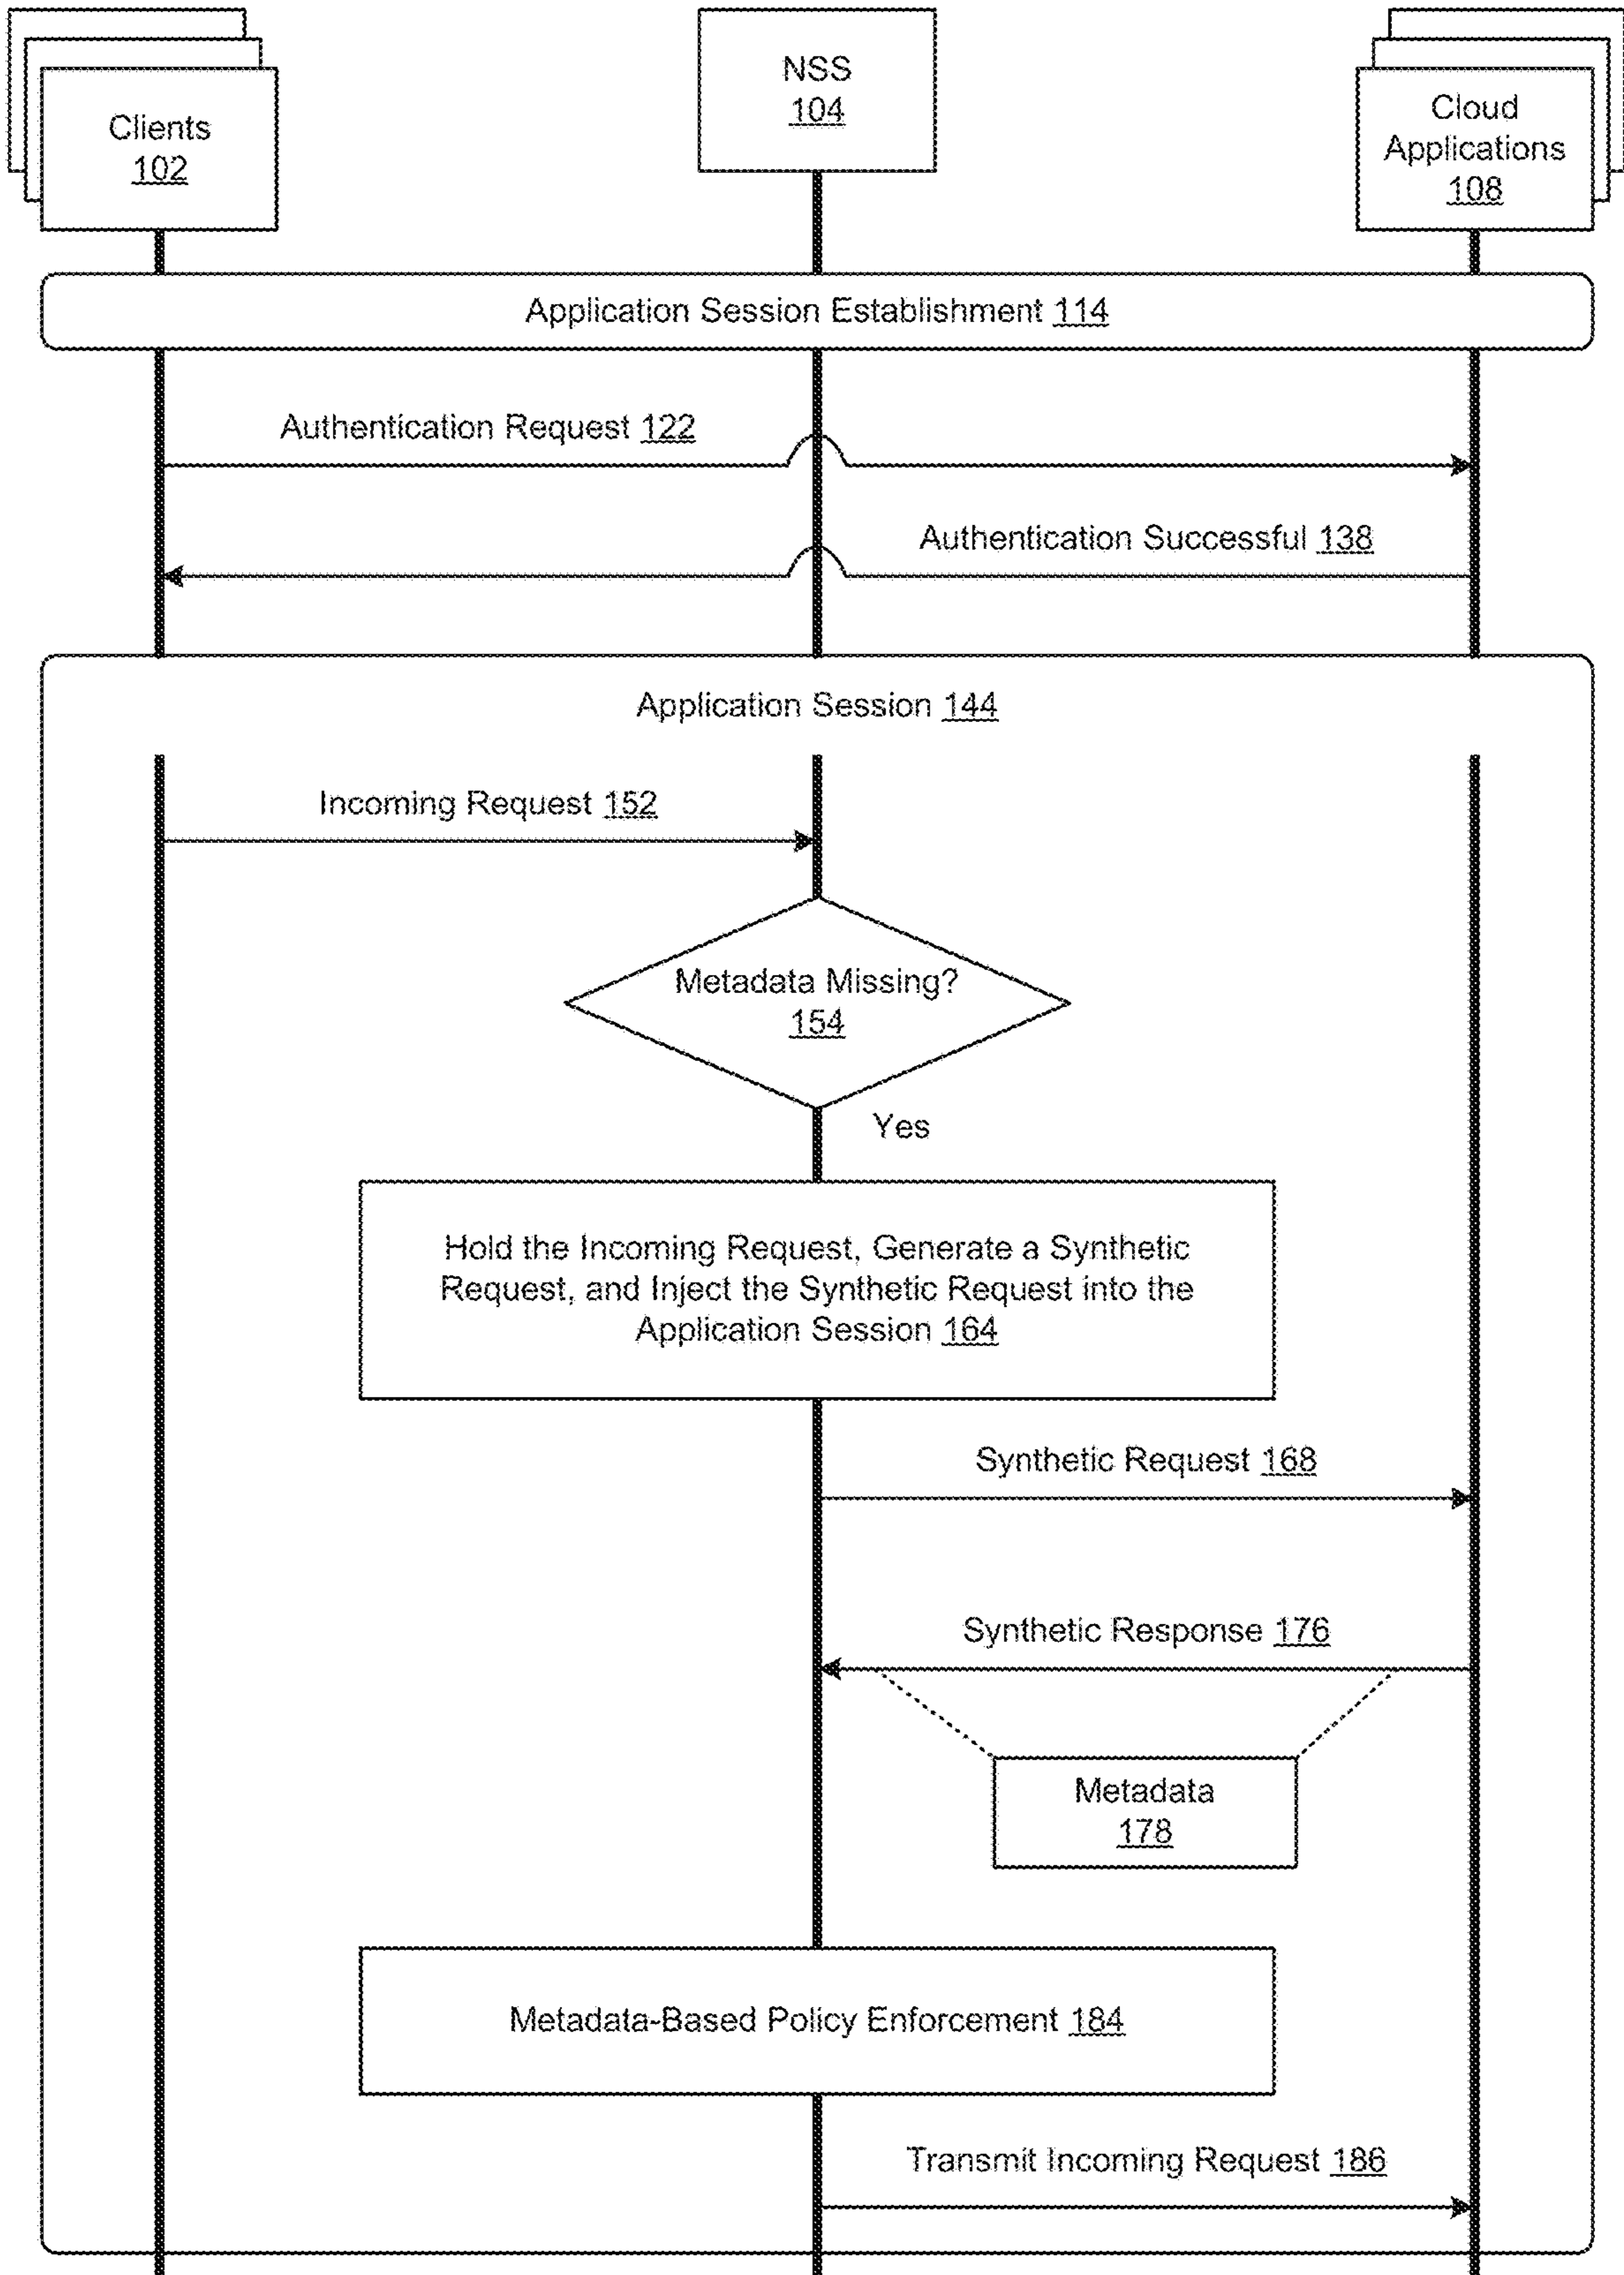 Clients
102
NSS
104
Cloud
Applications
108
Application Session Establishment 114
Authentication Request 122
Authentication Successful 138
Application Session 144
Incoming Request 152
Metadata Missing?
154
Yes
Hold the Incoming Request, Generate a Synthetic
Request, and Inject the Synthetic Request into the
Application Session 164
Synthetic Request 168
Synthetic Response 176
Metadata
178
Metadata-Based Policy Enforcement 184
Transmit Incoming Request 186